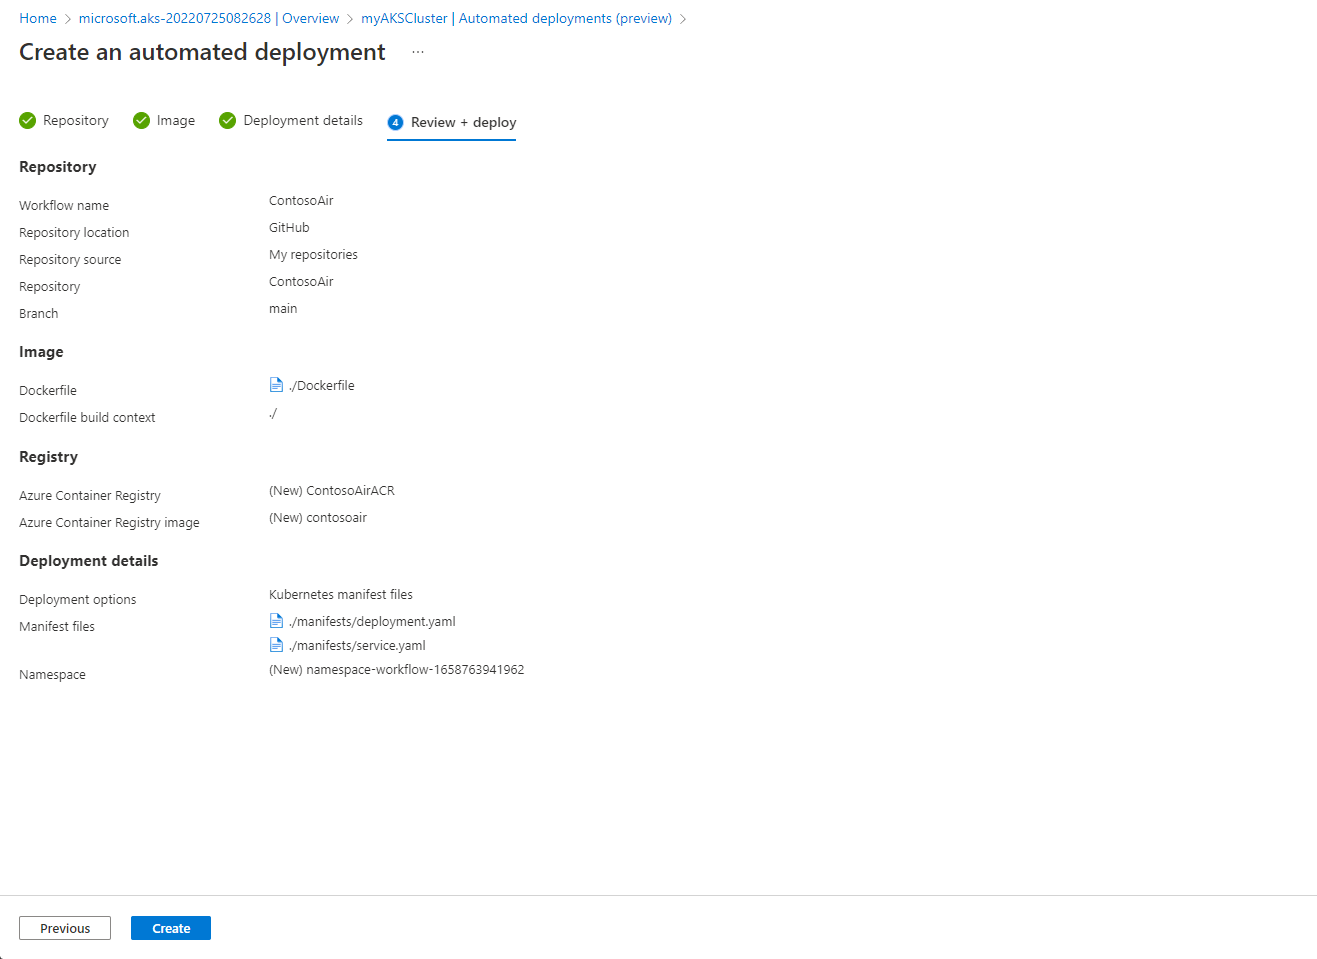 Home > microsoft.aks-20220725082628 | Overview > myAKSCluster | Automated deployments (preview) >
Create an automated deployment ...
Repository Image Deployment details 4 Review + deploy
Repository
Workflow name ContosoAir
Repository location GitHub
Repository source My repositories
Repository ContosoAir
Branch main
Image
Dockerfile ./Dockerfile
Dockerfile build context ./
Registry
Azure Container Registry (New) ContosoAirACR
Azure Container Registry image (New) contosoair
Deployment details
Deployment options Kubernetes manifest files
Manifest files ./manifests/deployment.yaml
./manifests/service.yaml
Namespace (New) namespace-workflow-1658763941962
Previous Create